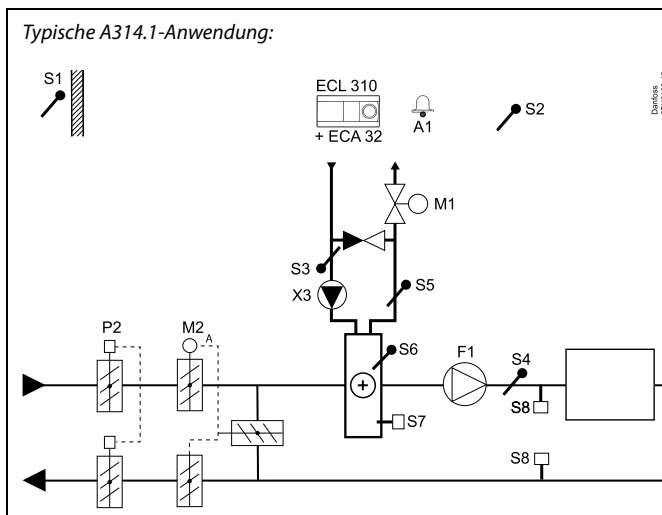 Typische A314.1-Anwendung:
S1
ECL 310
+ ECA 32
A1
S2
Danfoss
M1
S3
X3
S5
P2
M2
A
S6
F1
S4
S7
S8
S8